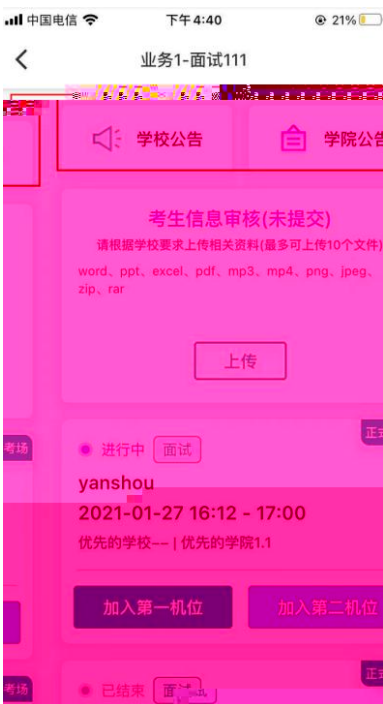 中国电信
下午4:40
21%
业务1-面试111
学校公告
学院公告
考生信息审核(未提交)
请根据学校要求上传相关资料(最多可上传10个文件)
word、ppt、excel、pdf、mp3、mp4、png、jpeg、
zip、rar
上传
正式
考场
进行中
面试
yanshou
2021-01-27 16:12 - 17:00
优先的学校-- | 优先的学院1.1
加入第一机位
加入第二机位
正式
考场
已结束
面试